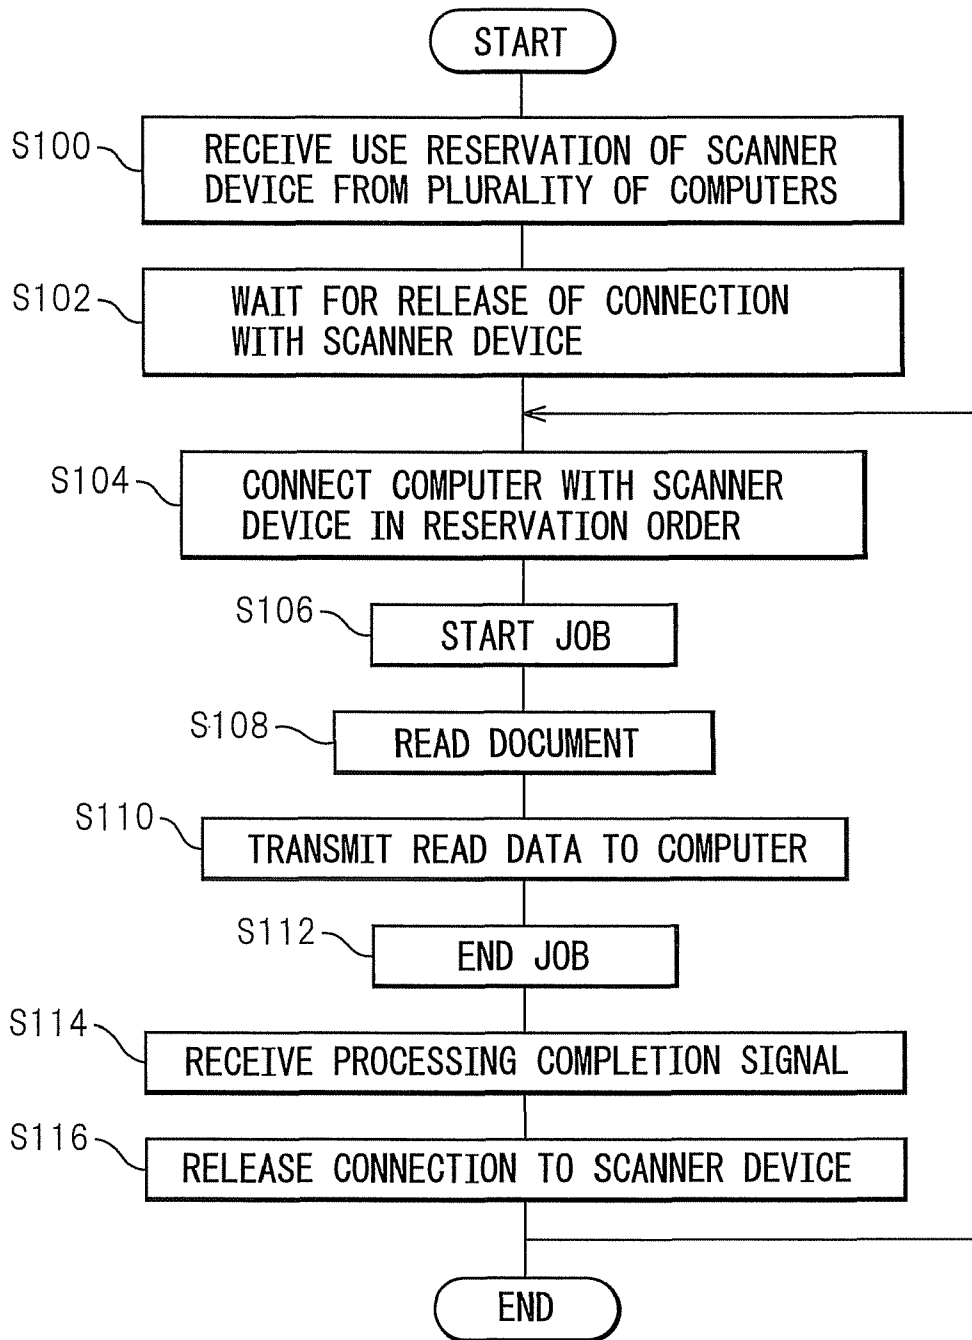 START
S100
RECEIVE USE RESERVATION OF SCANNER
DEVICE FROM PLURALITY OF COMPUTERS
S102
WAIT FOR RELEASE OF CONNECTION
WITH SCANNER DEVICE
S104
CONNECT COMPUTER WITH SCANNER
DEVICE IN RESERVATION ORDER
S106
START JOB
S108
READ DOCUMENT
S110
TRANSMIT READ DATA TO COMPUTER
S112
END JOB
S114
RECEIVE PROCESSING COMPLETION SIGNAL
S116
RELEASE CONNECTION TO SCANNER DEVICE
END